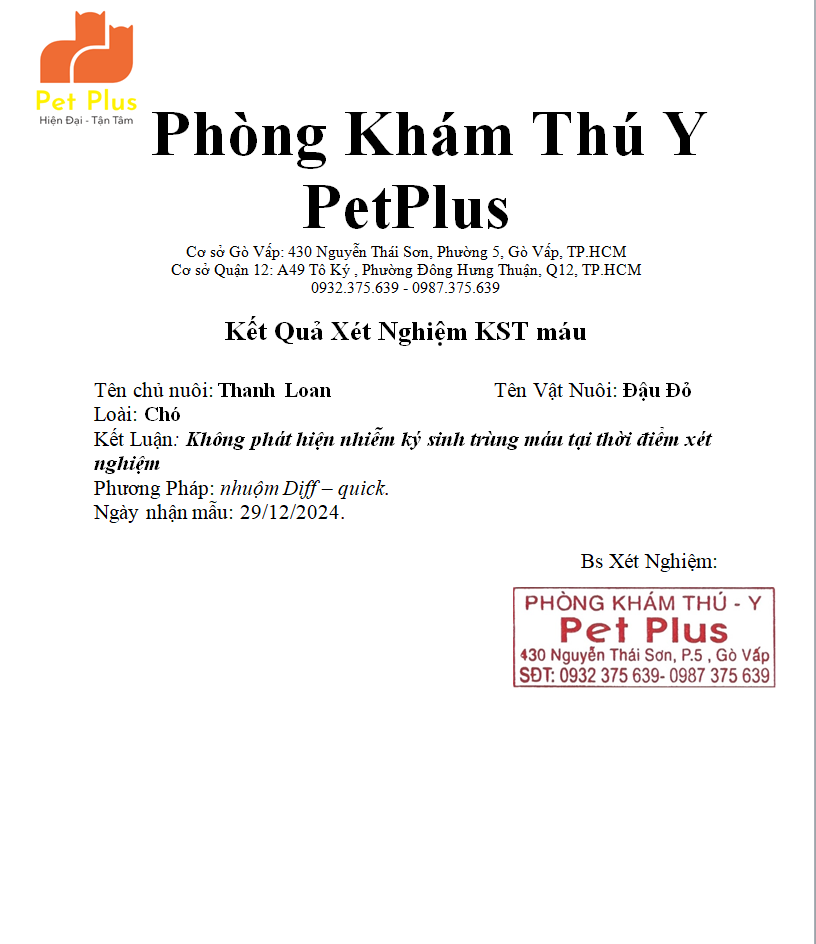 Pet Plus
Hiện Đại - Tận Tâm
Phòng Khám Thú Y
PetPlus
Cơ sở Gò Vấp: 430 Nguyễn Thái Sơn, Phường 5, Gò Vấp, TP.HCM
Cơ sở Quận 12: A49 Tô Ký , Phường Đông Hưng Thuận, Q12, TP.HCM
0932.375.639 - 0987.375.639
Kết Quả Xét Nghiệm KST máu
Tên chủ nuôi: Thanh Loan Tên Vật Nuôi: Đậu Đỏ
Loài: Chó
Kết Luận: Không phát hiện nhiễm ký sinh trùng máu tại thời điểm xét
nghiệm
Phương Pháp: nhuộm Diff – quick.
Ngày nhận mẫu: 29/12/2024.
Bs Xét Nghiệm:
PHÒNG KHÁM THÚ - Y
Pet Plus
430 Nguyễn Thái Sơn, P.5 , Gò Vấp
SĐT: 0932 375 639- 0987 375 639